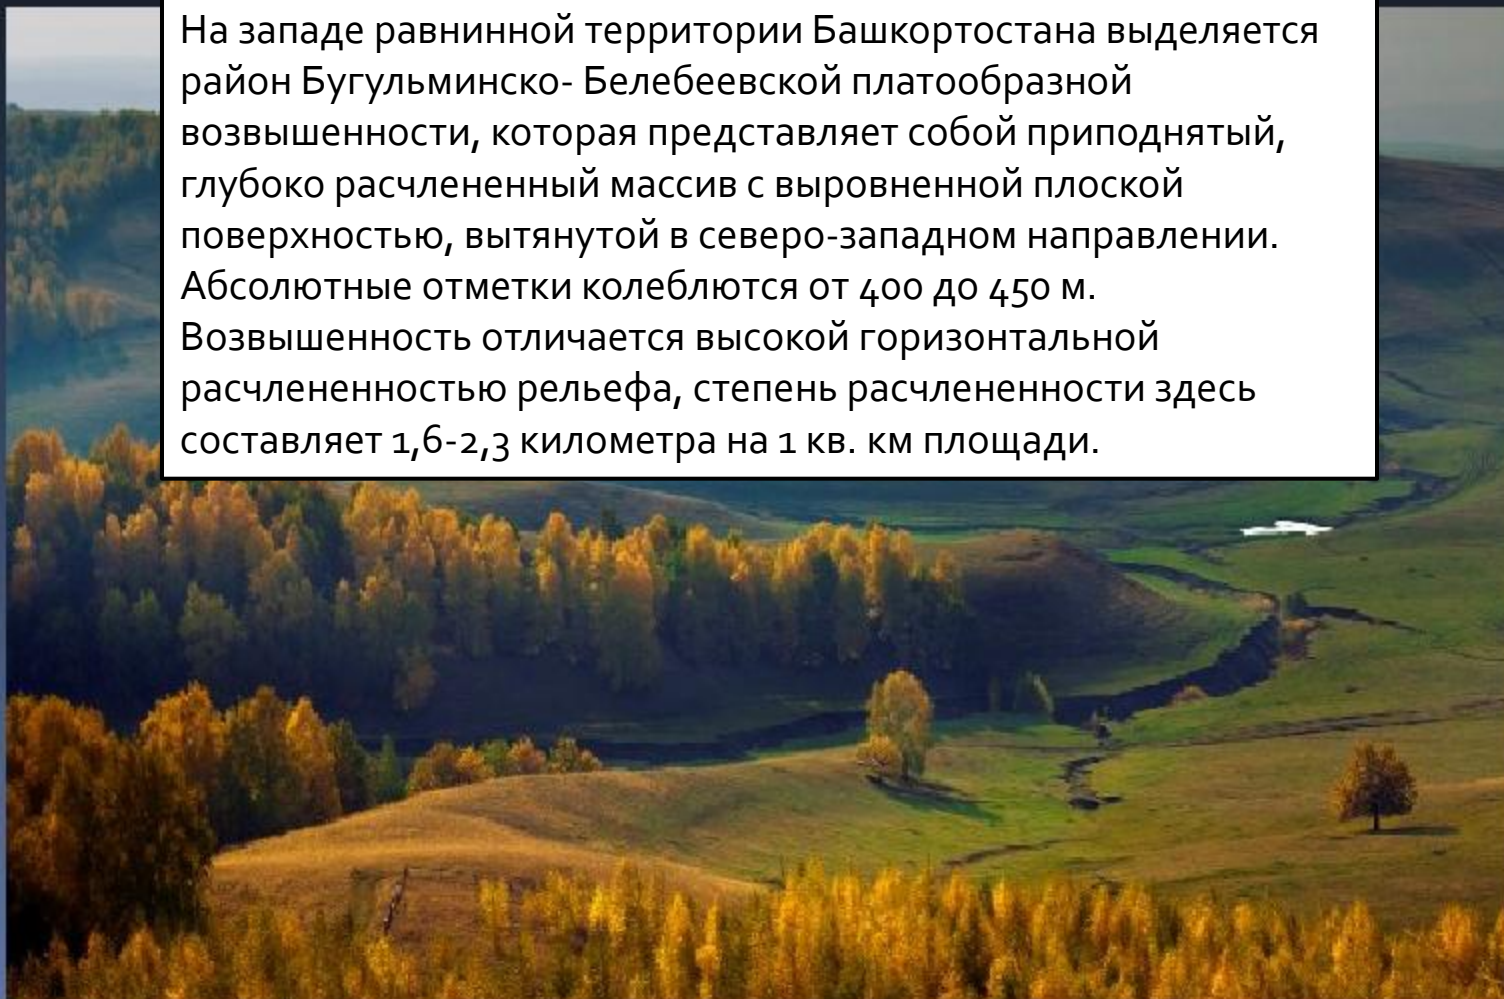 На западе равнинной территории Башкортостана выделяется
район Бугульминско- Белебеевской платообразной
возвышенности, которая представляет собой приподнятый,
глубоко расчлененный массив с выровненной плоской
поверхностью, вытянутой в северо-западном направлении.
Абсолютные отметки колеблются от 400 до 450 м.
Возвышенность отличается высокой горизонтальной
расчлененностью рельефа, степень расчлененности здесь
составляет 1,6-2,3 километра на 1 кв. км площади.